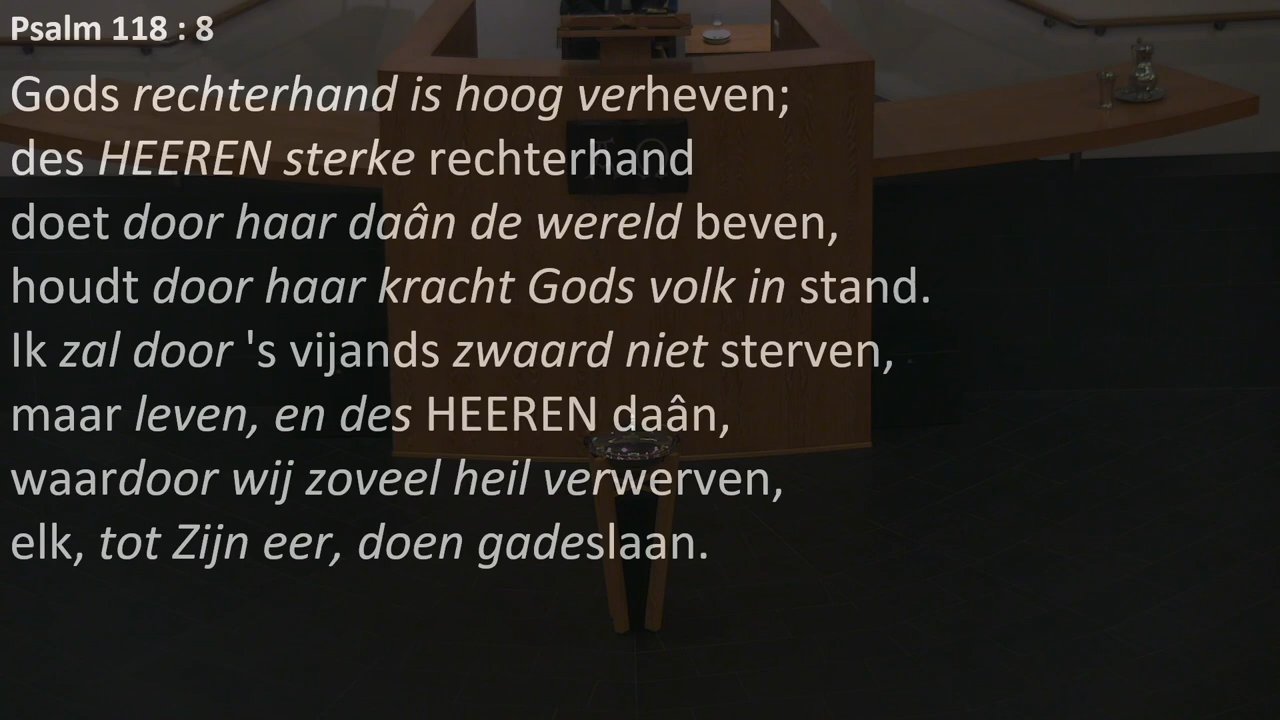 Psalm 118 : 8
Gods rechterhand is hoog verheven;
des HEEREN sterke rechterhand
doet door haar daân de wereld beven,
houdt door haar kracht Gods volk in stand.
Ik zal door 's vijands zwaard niet sterven,
maar leven, en des HEEREN daân,
waardoor wij zoveel heil verwerven,
elk, tot Zijn eer, doen gadeslaan.